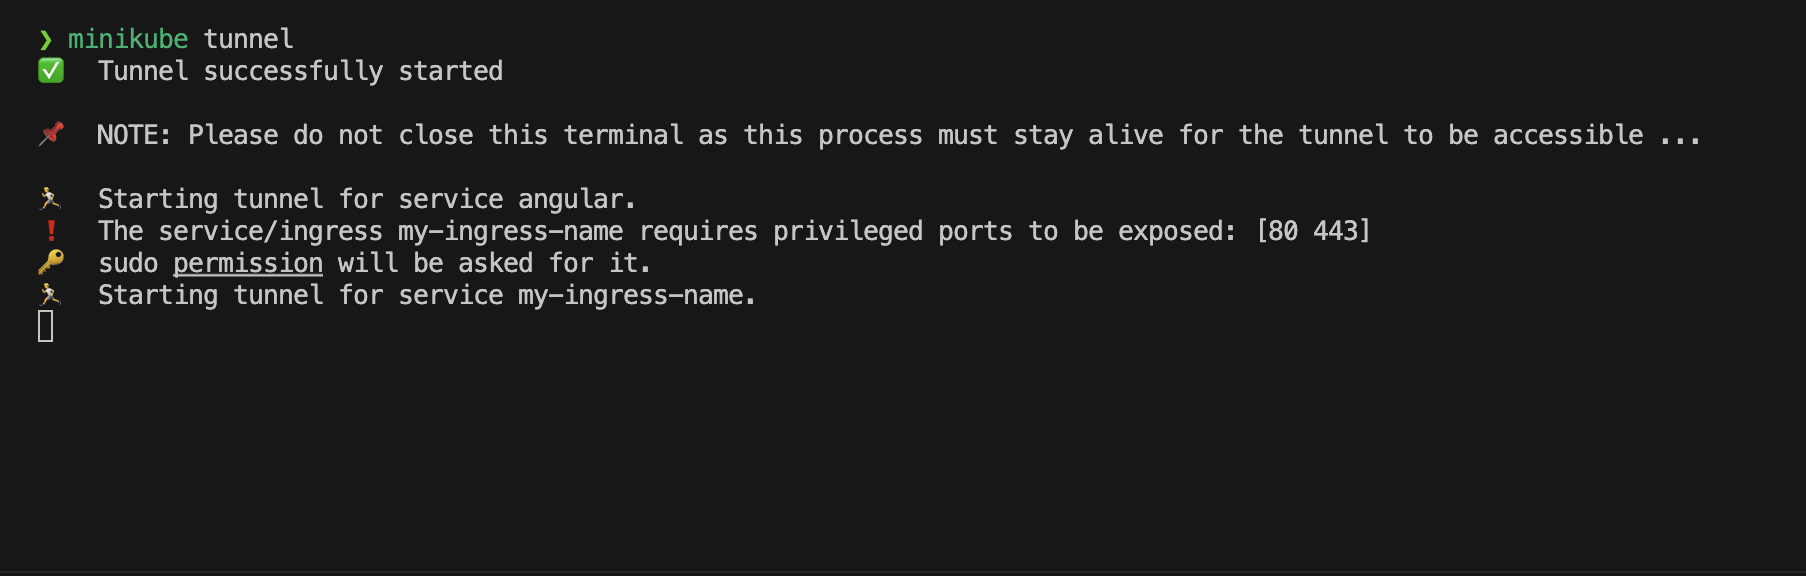 ❯ minikube tunnel
✅  Tunnel successfully started
📌  NOTE: Please do not close this terminal as this process must stay alive for the tunnel to be accessible ...
🏃  Starting tunnel for service angular.
❗  The service/ingress my-ingress-name requires privileged ports to be exposed: [80 443]
🔑  sudo permission will be asked for it.
🏃  Starting tunnel for service my-ingress-name.